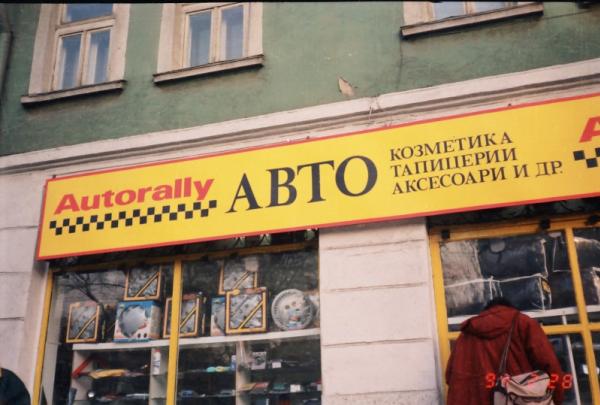 Autorally
АВТО
КОЗМЕТИКА
ТАПИЦЕРИИ
АКСЕСОАРИ И ДР.
A